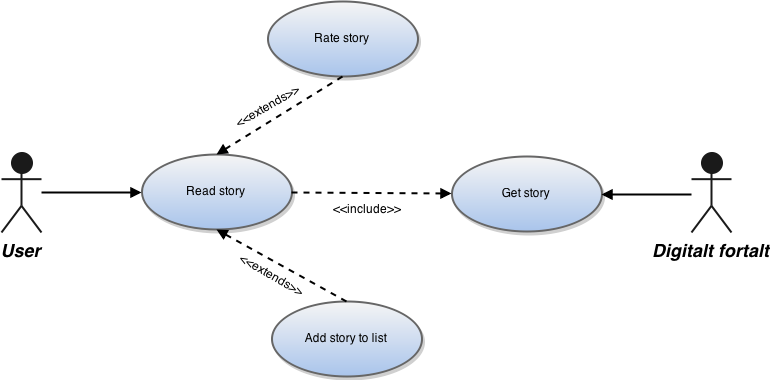 Rate story
<<extends>>
Read story
<<include>>
Get story
User
Digitalt fortalt
<<extends>>
Add story to list